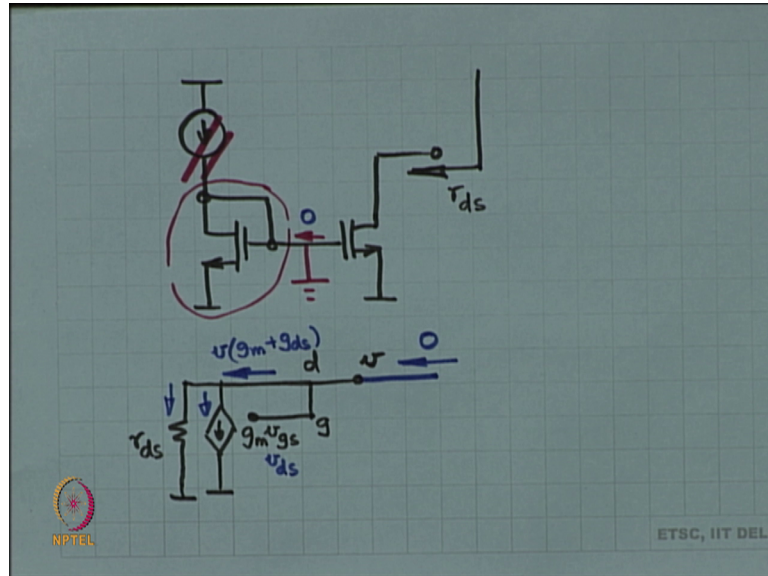 0
r_ds
v(g_m+g_ds)
0
d
v
r_ds
g_m v_gs
g
v_ds
NPTEL
ETSC, IIT DEL